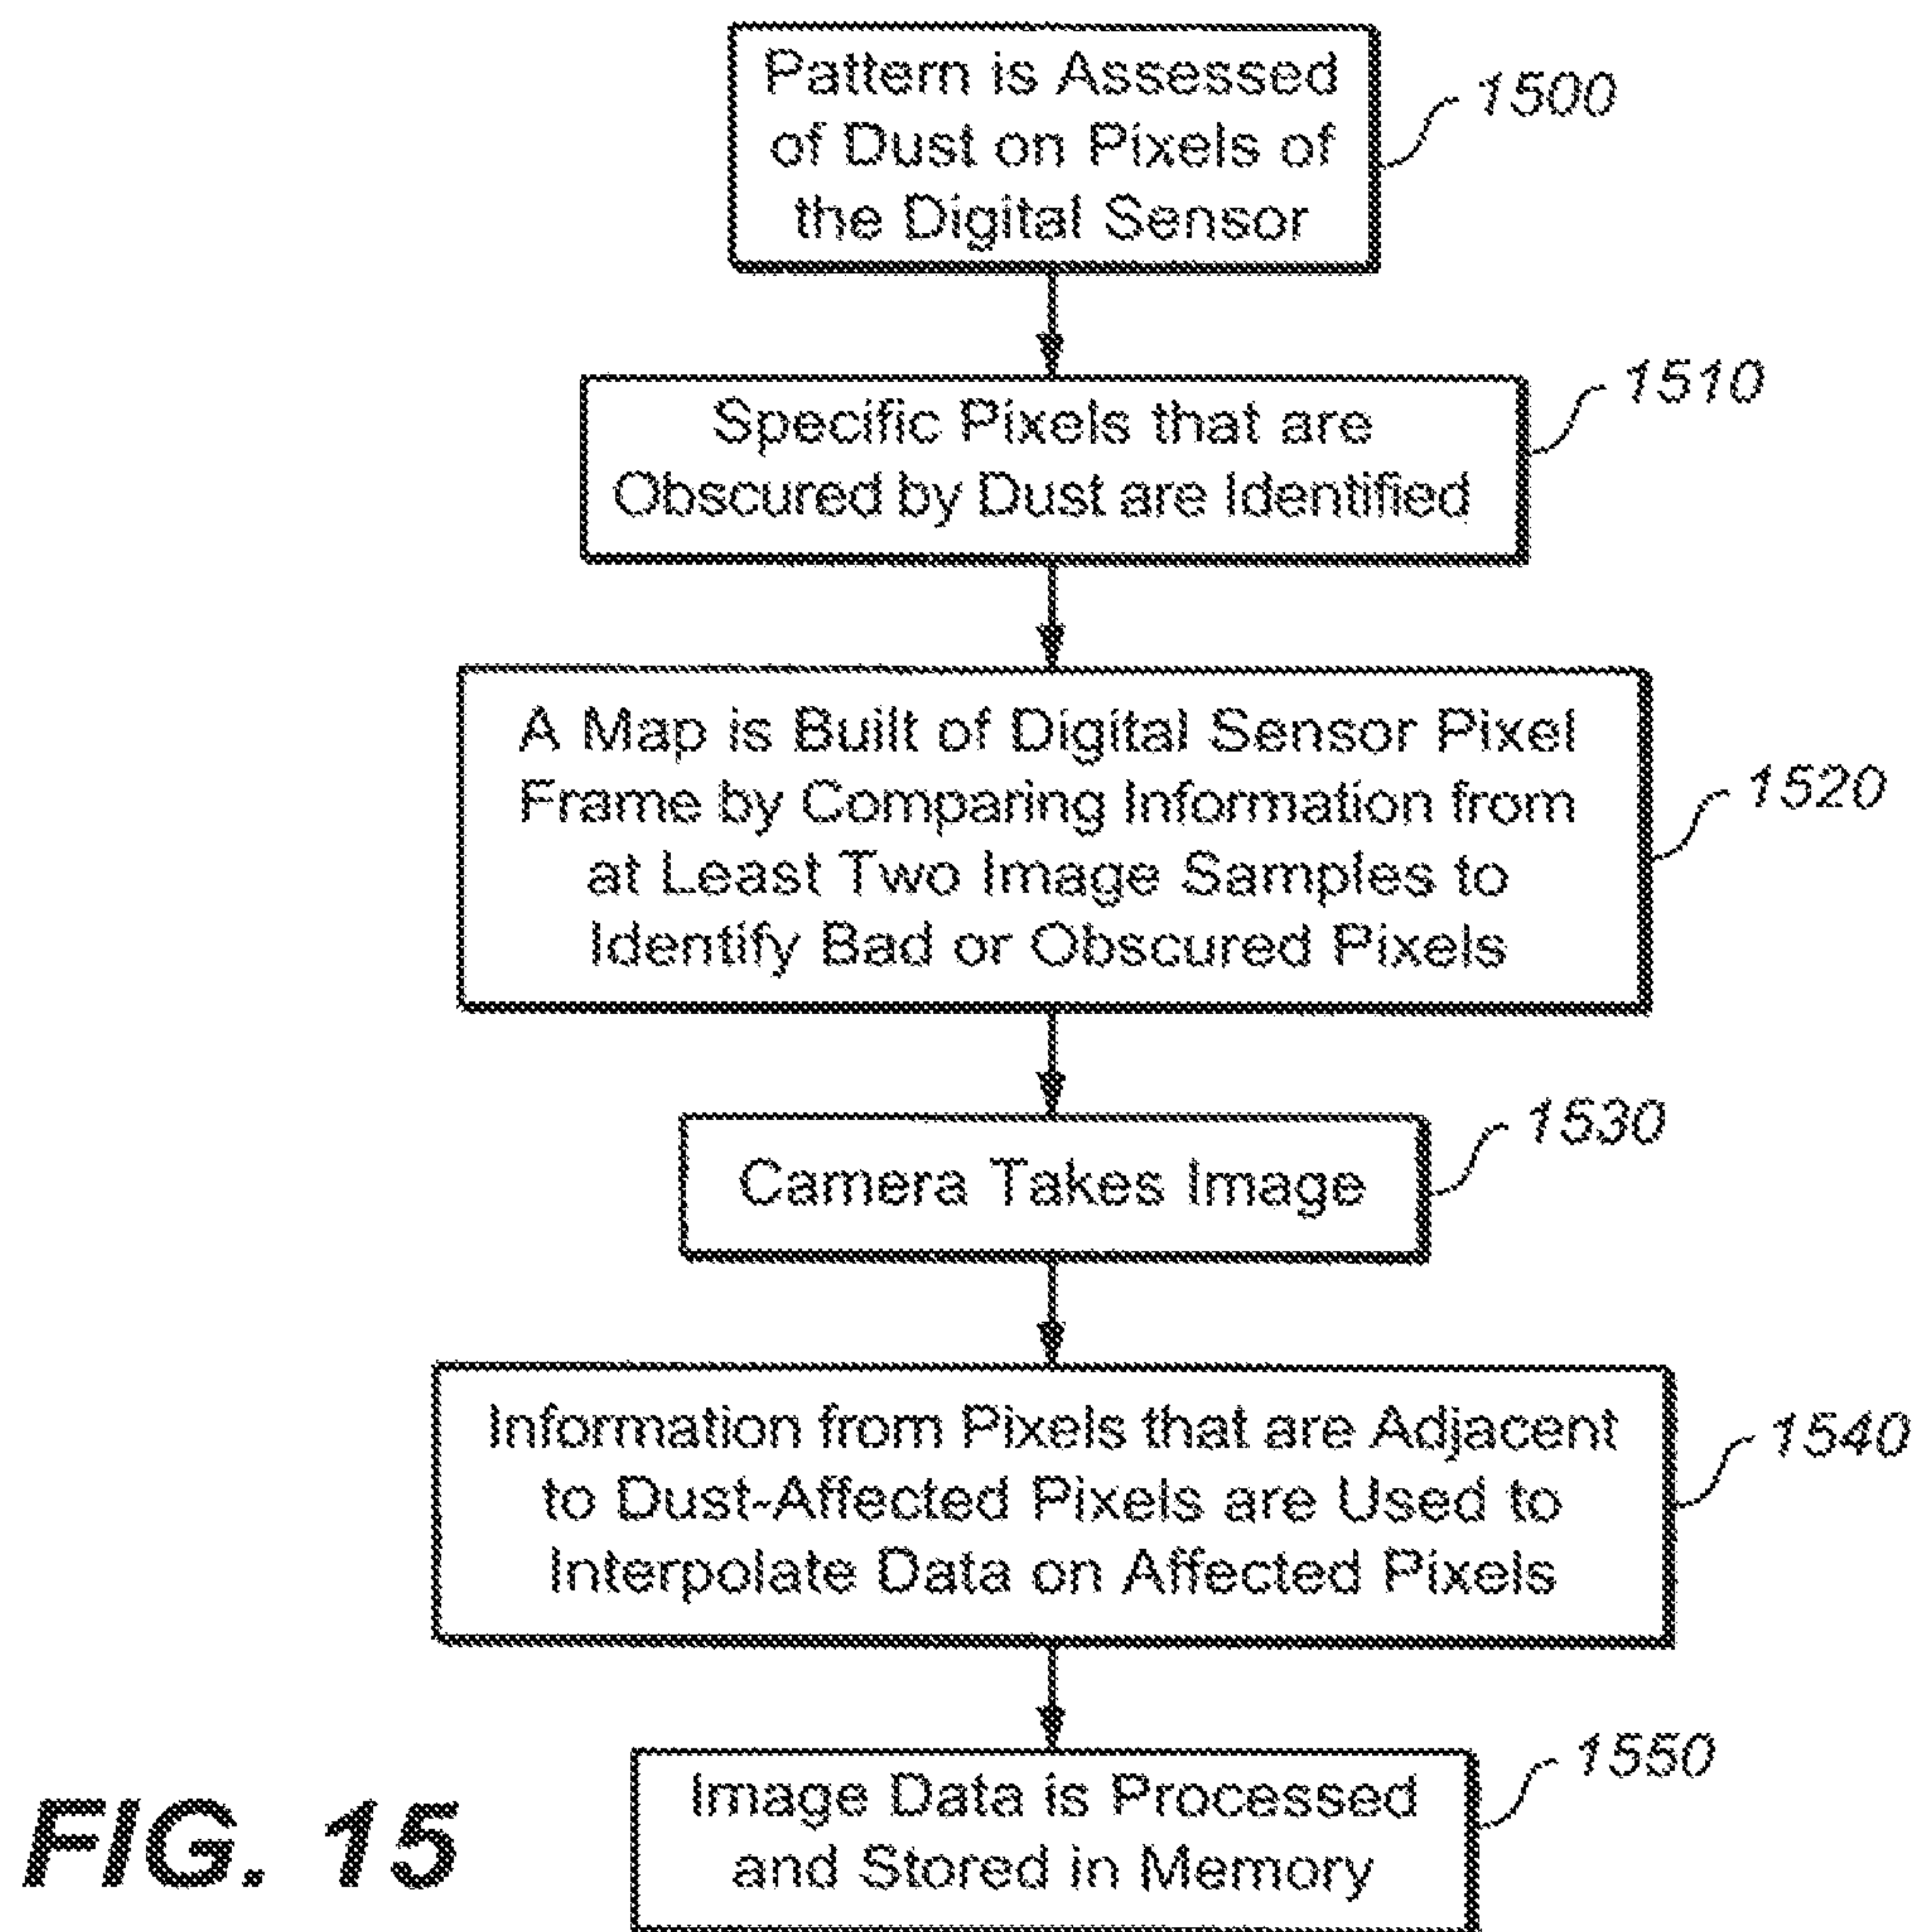 Pattern is Assessed
of Dust on Pixels of
the Digital Sensor
1500
Specific Pixels that are
Obscured by Dust are Identified
1510
A Map is Built of Digital Sensor Pixel
Frame by Comparing Information from
at Least Two Image Samples to
Identify Bad or Obscured Pixels
1520
Camera Takes Image
1530
Information from Pixels that are Adjacent
to Dust-Affected Pixels are Used to
Interpolate Data on Affected Pixels
1540
Image Data is Processed
and Stored in Memory
1550
FIG. 15